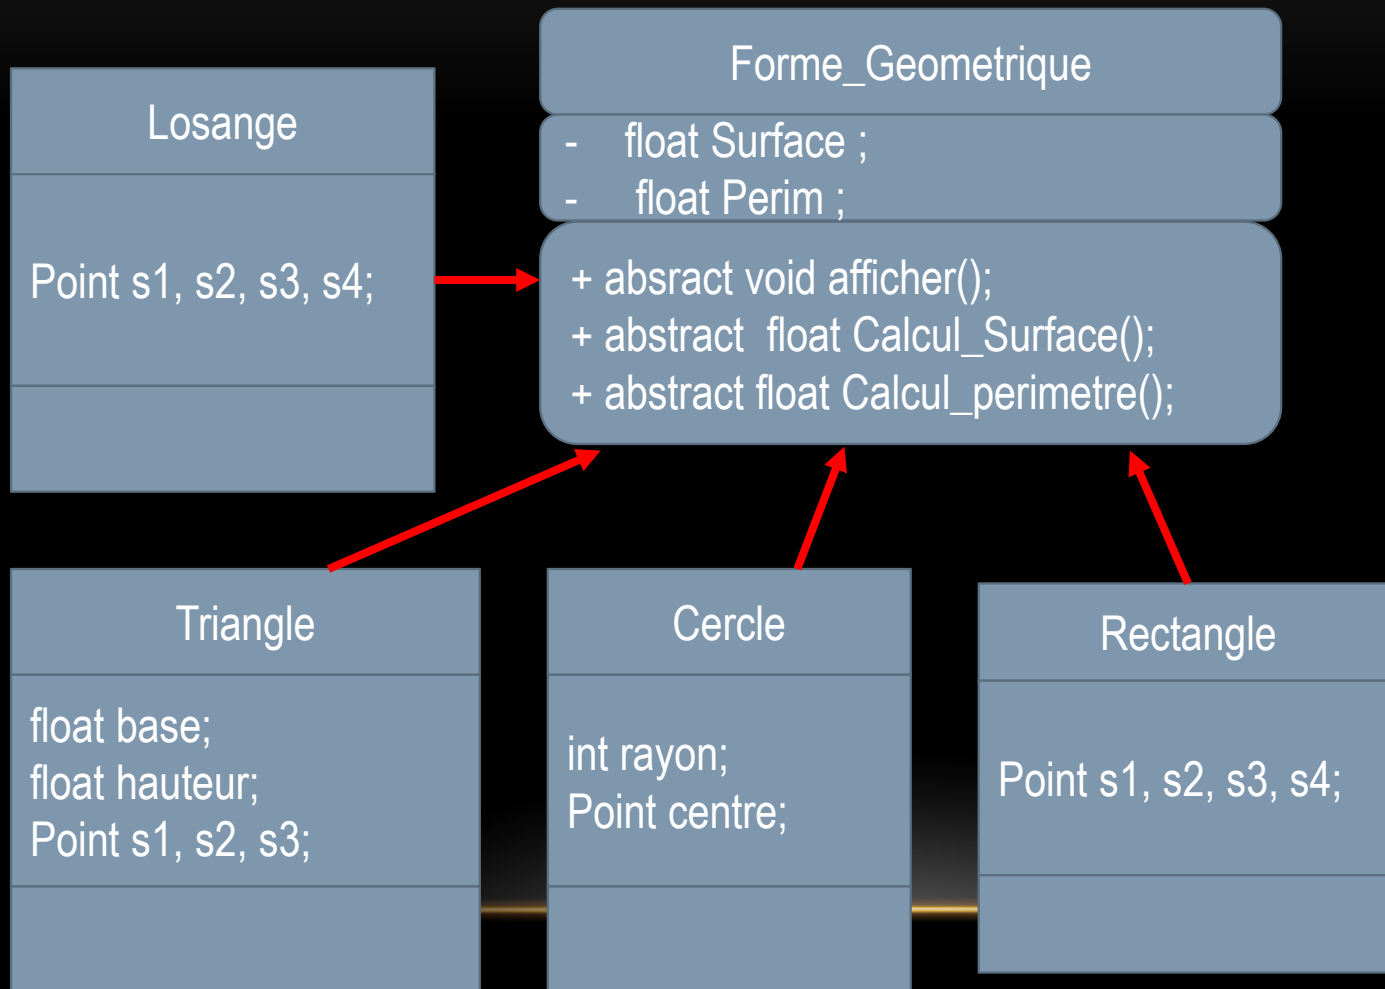 Forme_Geometrique
- float Surface ;
- float Perim ;
+ absract void afficher();
+ abstract float Calcul_Surface();
+ abstract float Calcul_perimetre();
Losange
Point s1, s2, s3, s4;
Triangle
float base;
float hauteur;
Point s1, s2, s3;
Cercle
int rayon;
Point centre;
Rectangle
Point s1, s2, s3, s4;